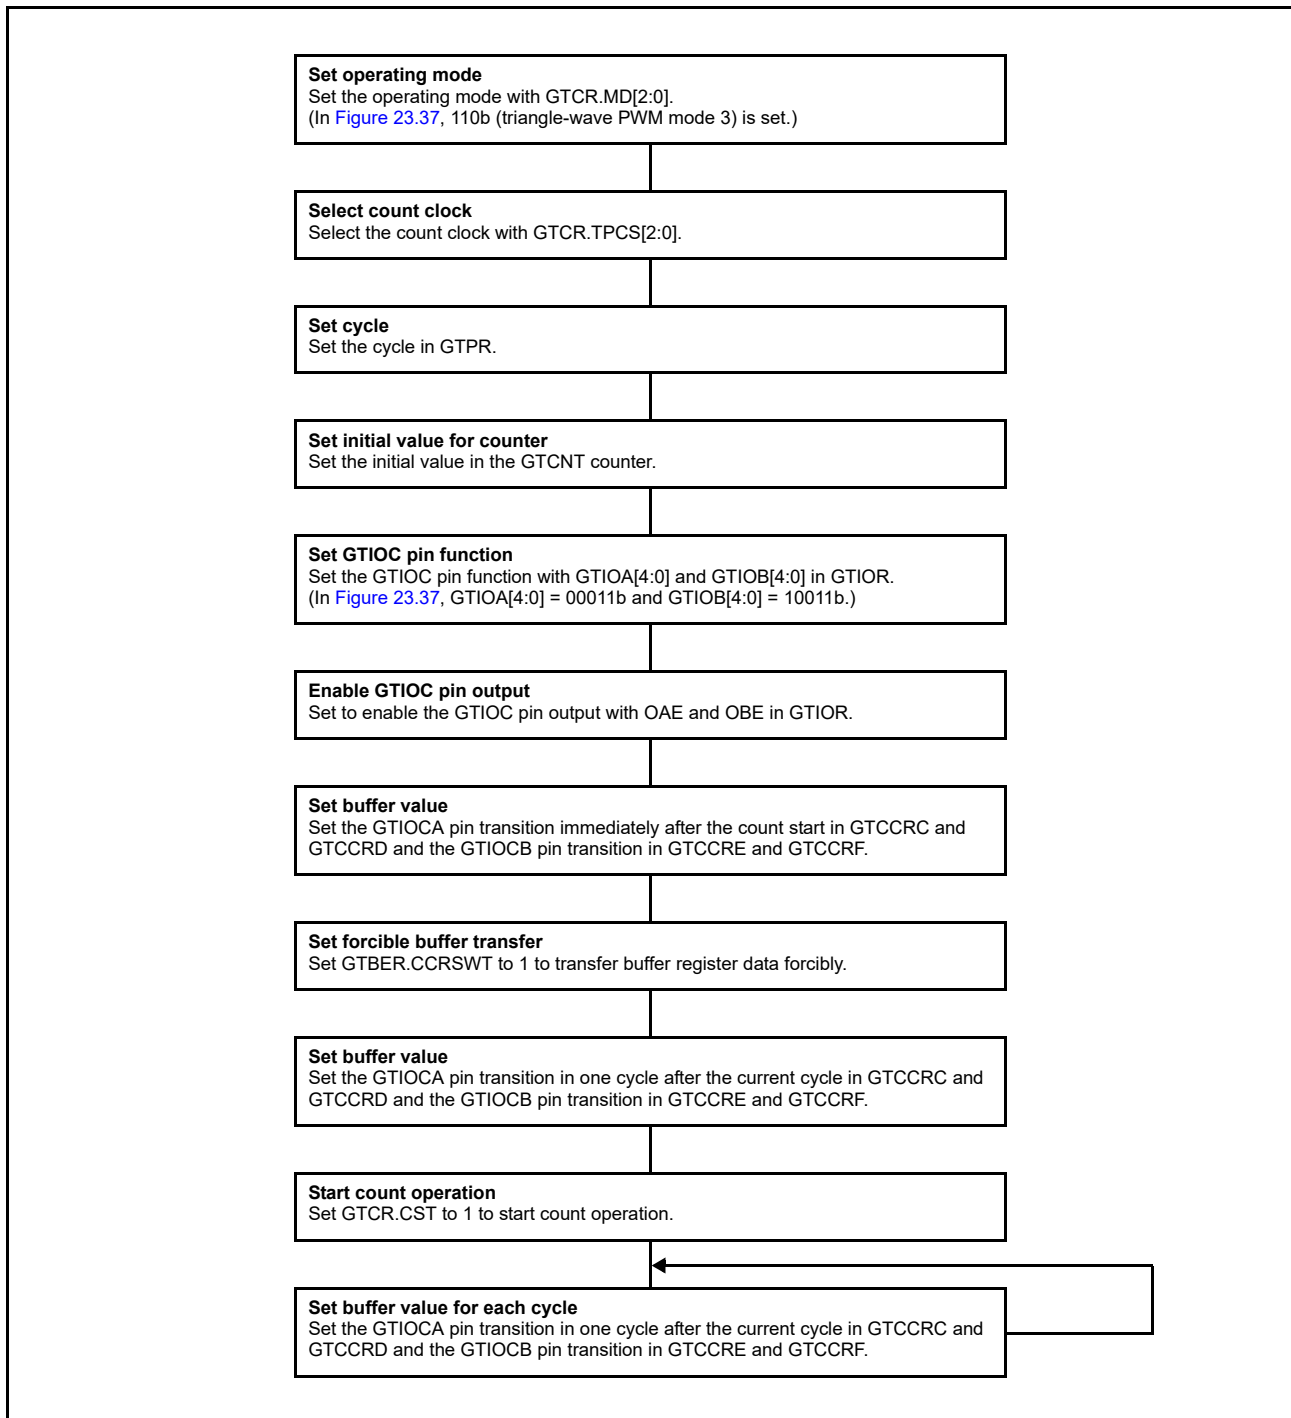 Set operating mode
Set the operating mode with GTCR.MD[2:0].
(In Figure 23.37, 110b (triangle-wave PWM mode 3) is set.)
Select count clock
Select the count clock with GTCR.TPCS[2:0].
Set cycle
Set the cycle in GTPR.
Set initial value for counter
Set the initial value in the GTCNT counter.
Set GTIOC pin function
Set the GTIOC pin function with GTIOA[4:0] and GTIOB[4:0] in GTIOR.
(In Figure 23.37, GTIOA[4:0] = 00011b and GTIOB[4:0] = 10011b.)
Enable GTIOC pin output
Set to enable the GTIOC pin output with OAE and OBE in GTIOR.
Set buffer value
Set the GTIOCA pin transition immediately after the count start in GTCCRC and
GTCCRD and the GTIOCB pin transition in GTCCRE and GTCCRF.
Set forcible buffer transfer
Set GTBER.CCRSWT to 1 to transfer buffer register data forcibly.
Set buffer value
Set the GTIOCA pin transition in one cycle after the current cycle in GTCCRC and
GTCCRD and the GTIOCB pin transition in GTCCRE and GTCCRF.
Start count operation
Set GTCR.CST to 1 to start count operation.
Set buffer value for each cycle
Set the GTIOCA pin transition in one cycle after the current cycle in GTCCRC and
GTCCRD and the GTIOCB pin transition in GTCCRE and GTCCRF.